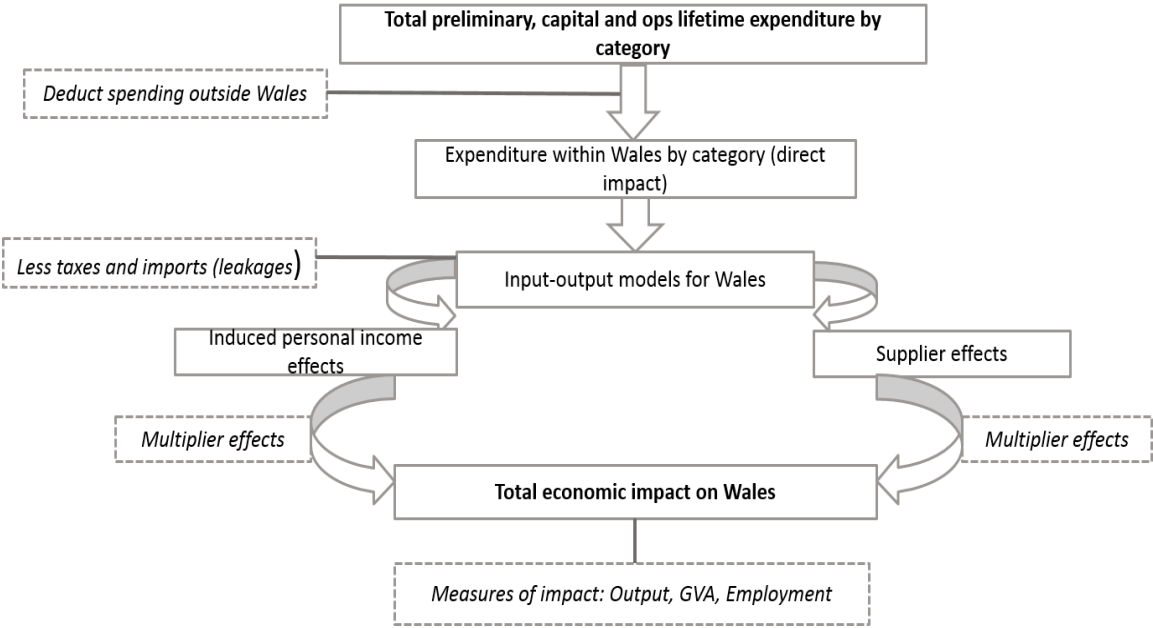 Total preliminary, capital and ops lifetime expenditure by
category
Deduct spending outside Wales
Expenditure within Wales by category (direct
impact)
Less taxes and imports (leakages)
Input-output models for Wales
Induced personal income
effects
Supplier effects
Multiplier effects
Multiplier effects
Total economic impact on Wales
Measures of impact: Output, GVA, Employment